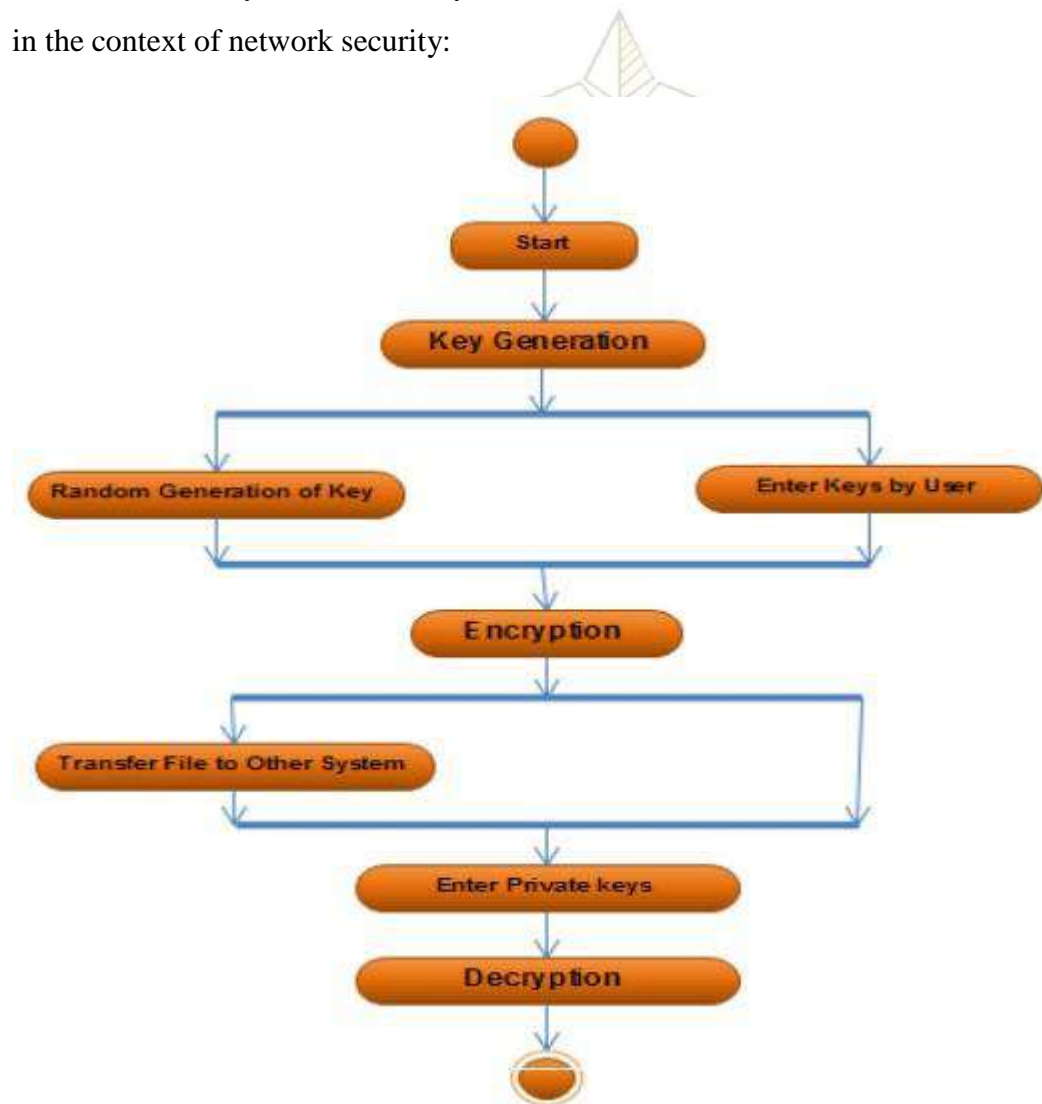 in the context of network security:
Start
Key Generation
Random Generation of Key
Enter Keys by User
Encryption
Transfer File to Other System
Enter Private keys
Decryption